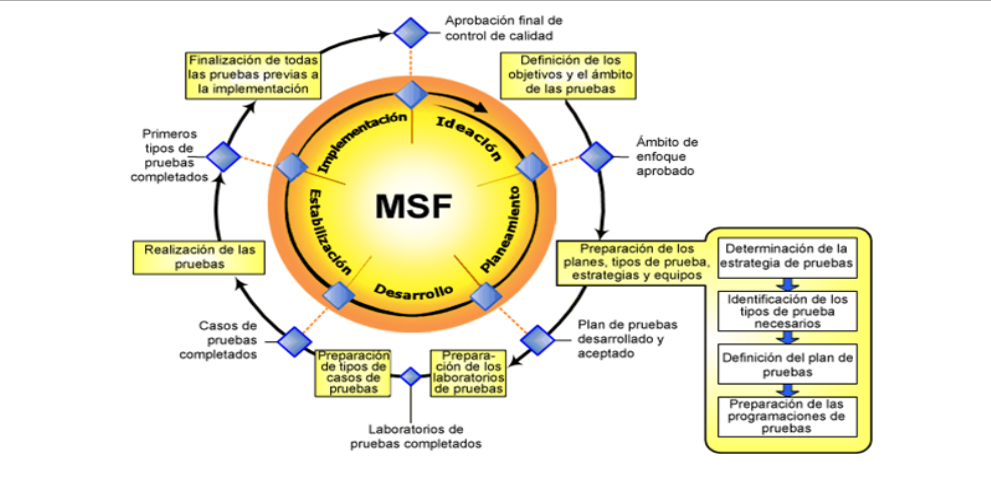 Aprobación final de
control de calidad
Finalización de todas
las pruebas previas a
la implementación
Definición de los
objetivos y el ámbito
de las pruebas
Primeros
tipos de
pruebas
completados
Implementación
Ideación
Ámbito de
enfoque
aprobado
MSF
Estabilización
Planeamiento
Desarrollo
Realización de las
pruebas
Preparación de los
planes, tipos de prueba,
estrategias y equipos
Determinación de la
estrategia de pruebas
Identificación de los
tipos de prueba
necesarios
Definición del plan de
pruebas
Preparación de las
programaciones de
pruebas
Casos de
pruebas
completados
Plan de pruebas
desarrollado y
aceptado
Preparación
de tipos de
casos de
pruebas
Prepara-
ción de los
laboratorios
de pruebas
Laboratorios de
pruebas completados